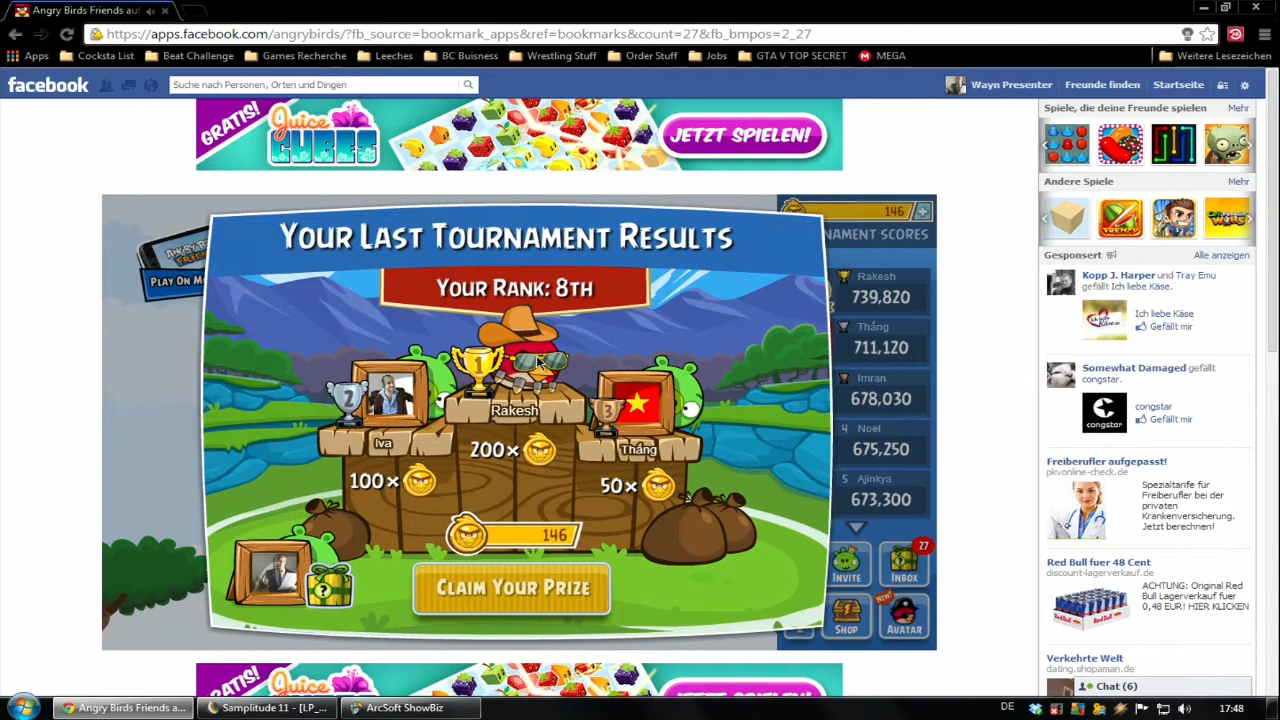 Angry Birds Friends auf
https://apps.facebook.com/angrybirds/?fb_source=bookmark_apps&ref=bookmarks&count=27&fb_bmpos=2_27
Apps
Cocksta List
Beat Challenge
Games Recherche
Leeches
BC Buisness
Wrestling Stuff
Order Stuff
Jobs
GTA V TOP SECRET
MEGA
Weitere Lesezeichen
facebook
Suche nach Personen, Orten und Dingen
Wayn Presenter
Freunde finden
Startseite
GRATIS!
Juice
CUBES
JETZT SPIELEN!
Spiele, die deine Freunde spielen
Mehr
Andere Spiele
Mehr
Gesponsert
Alle anzeigen
Kopp J. Harper und Tray Emu
gefällt Ich liebe Käse.
Ich liebe Käse
Gefällt mir
Somewhat Damaged gefällt
congstar.
congstar
congstar
Gefällt mir
Freiberufler aufgepasst!
pkvonline-check.de
Spezialtarife für
Freiberufler bei der
privaten
Krankenversicherung.
Jetzt berechnen!
Red Bull fuer 48 Cent
discount-lagerverkauf.de
ACHTUNG: Original Red
Bull Lagerverkauf fuer
0,48 EUR! HIER KLICKEN
Verkehrte Welt
dating.shopaman.de
Chat (6)
PLAY ON MO
YOUR LAST TOURNAMENT RESULTS
YOUR RANK: 8TH
1
2
3
Rakesh
Iva
Thắng
200×
100×
50×
146
CLAIM YOUR PRIZE
?
146
NAMENT SCORES
Rakesh
739,820
Thắng
711,120
Imran
678,030
4 Noel
675,250
5 Ajinkya
673,300
27
INVITE
INBOX
NEW!
SHOP
AVATAR
GRATIS!
Juice
Angry Birds Friends a...
Samplitude 11 - [LP_...
ArcSoft ShowBiz
DE
17:48